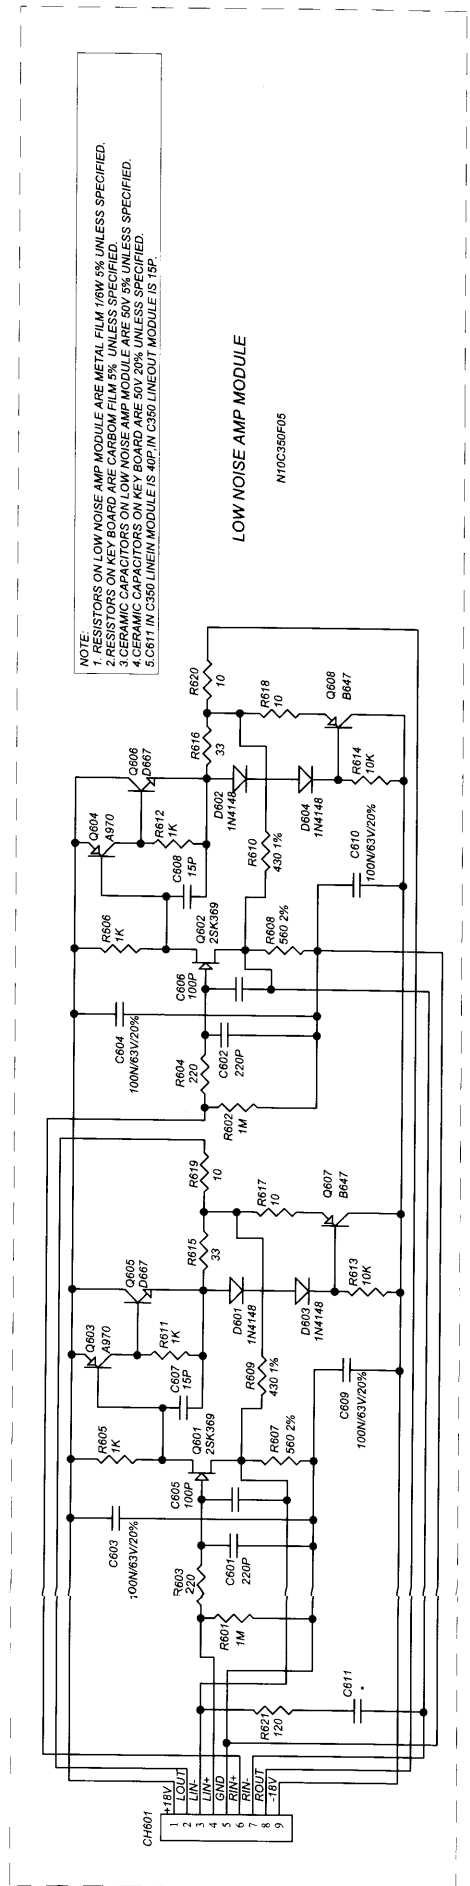 NOTE:
1. RESISTORS ON LOW NOISE AMP MODULE ARE METAL FILM 1/6W 5% UNLESS SPECIFIED.
2. RESISTORS ON KEY BOARD ARE CARBOM FILM 5% UNLESS SPECIFIED.
3. CERAMIC CAPACITORS ON LOW NOISE AMP MODULE ARE 50V 5% UNLESS SPECIFIED.
4. CERAMIC CAPACITORS ON KEY BOARD ARE 50V 20% UNLESS SPECIFIED.
5. C611 IN C350 LINEIN MODULE IS 40P,IN C350 LINEOUT MODULE IS 15P.
LOW NOISE AMP MODULE
N10C350F05
CH601
1
2
3
4
5
6
7
8
9
+18V
LOUT
LIN-
LIN+
GND
RIN+
RIN-
ROUT
-18V
R621
120
C611
*
R601
1M
R603
220
C601
220P
C603
100N/63V/20%
C605
100P
R605
1K
Q601
2SK369
R607
560 2%
C607
15P
R611
1K
Q603
A970
Q605
D667
R609
430 1%
C609
100N/63V/20%
D601
1N4148
D603
1N4148
R613
10K
R615
33
R617
10
R619
10
Q607
B647
R602
1M
R604
220
C602
220P
C604
100N/63V/20%
C606
100P
R606
1K
Q602
2SK369
R608
560 2%
C608
15P
R612
1K
Q604
A970
Q606
D667
R610
430 1%
C610
100N/63V/20%
D602
1N4148
D604
1N4148
R614
10K
R616
33
R618
10
R620
10
Q608
B647